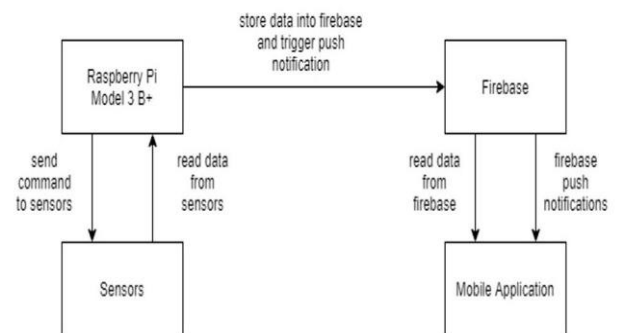 store data into firebase
and trigger push
notification
Raspberry Pi
Model 3 B+
Firebase
send
command
to sensors
read data
from
sensors
read data
from
firebase
firebase
push
notifications
Sensors
Mobile Application